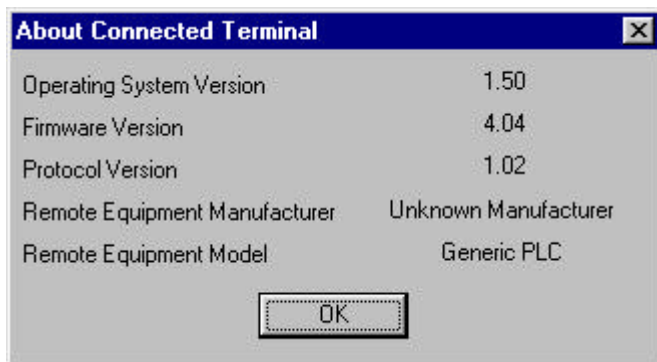 About Connected Terminal
Operating System Version 1.50
Firmware Version 4.04
Protocol Version 1.02
Remote Equipment Manufacturer Unknown Manufacturer
Remote Equipment Model Generic PLC
OK